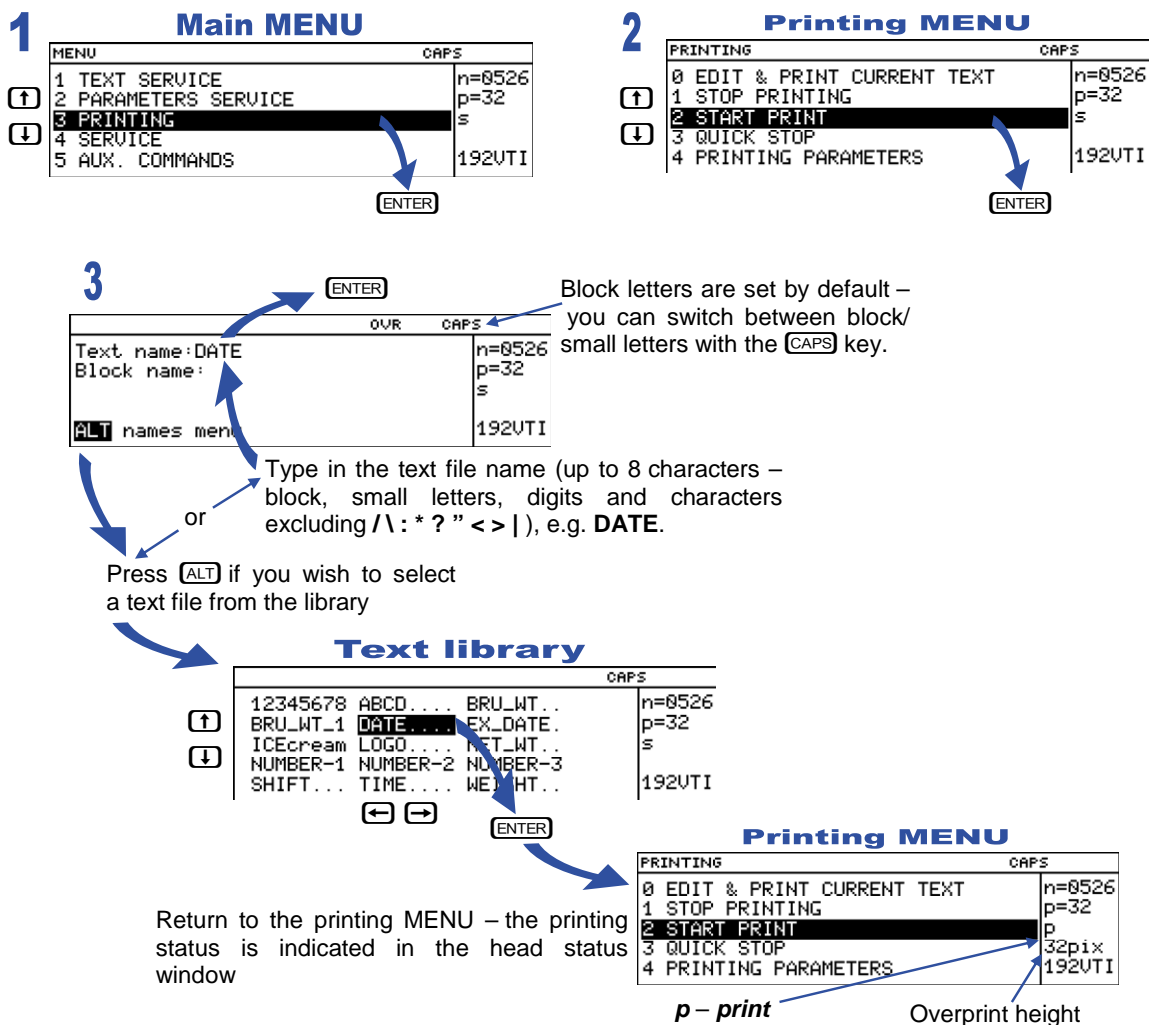 1
Main MENU
MENU CAPS
1 TEXT SERVICE n=0526
2 PARAMETERS SERVICE p=32
3 PRINTING s
4 SERVICE
5 AUX. COMMANDS 192VTI
ENTER
2
Printing MENU
PRINTING CAPS
0 EDIT & PRINT CURRENT TEXT n=0526
1 STOP PRINTING p=32
2 START PRINT s
3 QUICK STOP
4 PRINTING PARAMETERS 192VTI
ENTER
3
ENTER
Block letters are set by default –
you can switch between block/
small letters with the CAPS key.
OVR CAPS
Text name:DATE n=0526
Block name: p=32
s
ALT names menu 192VTI
Type in the text file name (up to 8 characters –
block, small letters, digits and characters
excluding / \ : * ? ” < > | ), e.g. DATE.
or
Press ALT if you wish to select
a text file from the library
Text library
CAPS
12345678 ABCD.... BRU_WT.. n=0526
BRU_WT_1 DATE.... EX_DATE. p=32
ICEcream LOGO.... NET_WT.. s
NUMBER-1 NUMBER-2 NUMBER-3
SHIFT... TIME.... WEIGHT.. 192VTI
ENTER
Printing MENU
PRINTING CAPS
0 EDIT & PRINT CURRENT TEXT n=0526
1 STOP PRINTING p=32
2 START PRINT p
3 QUICK STOP 32pix
4 PRINTING PARAMETERS 192VTI
Return to the printing MENU – the printing
status is indicated in the head status
window
p – print
Overprint height